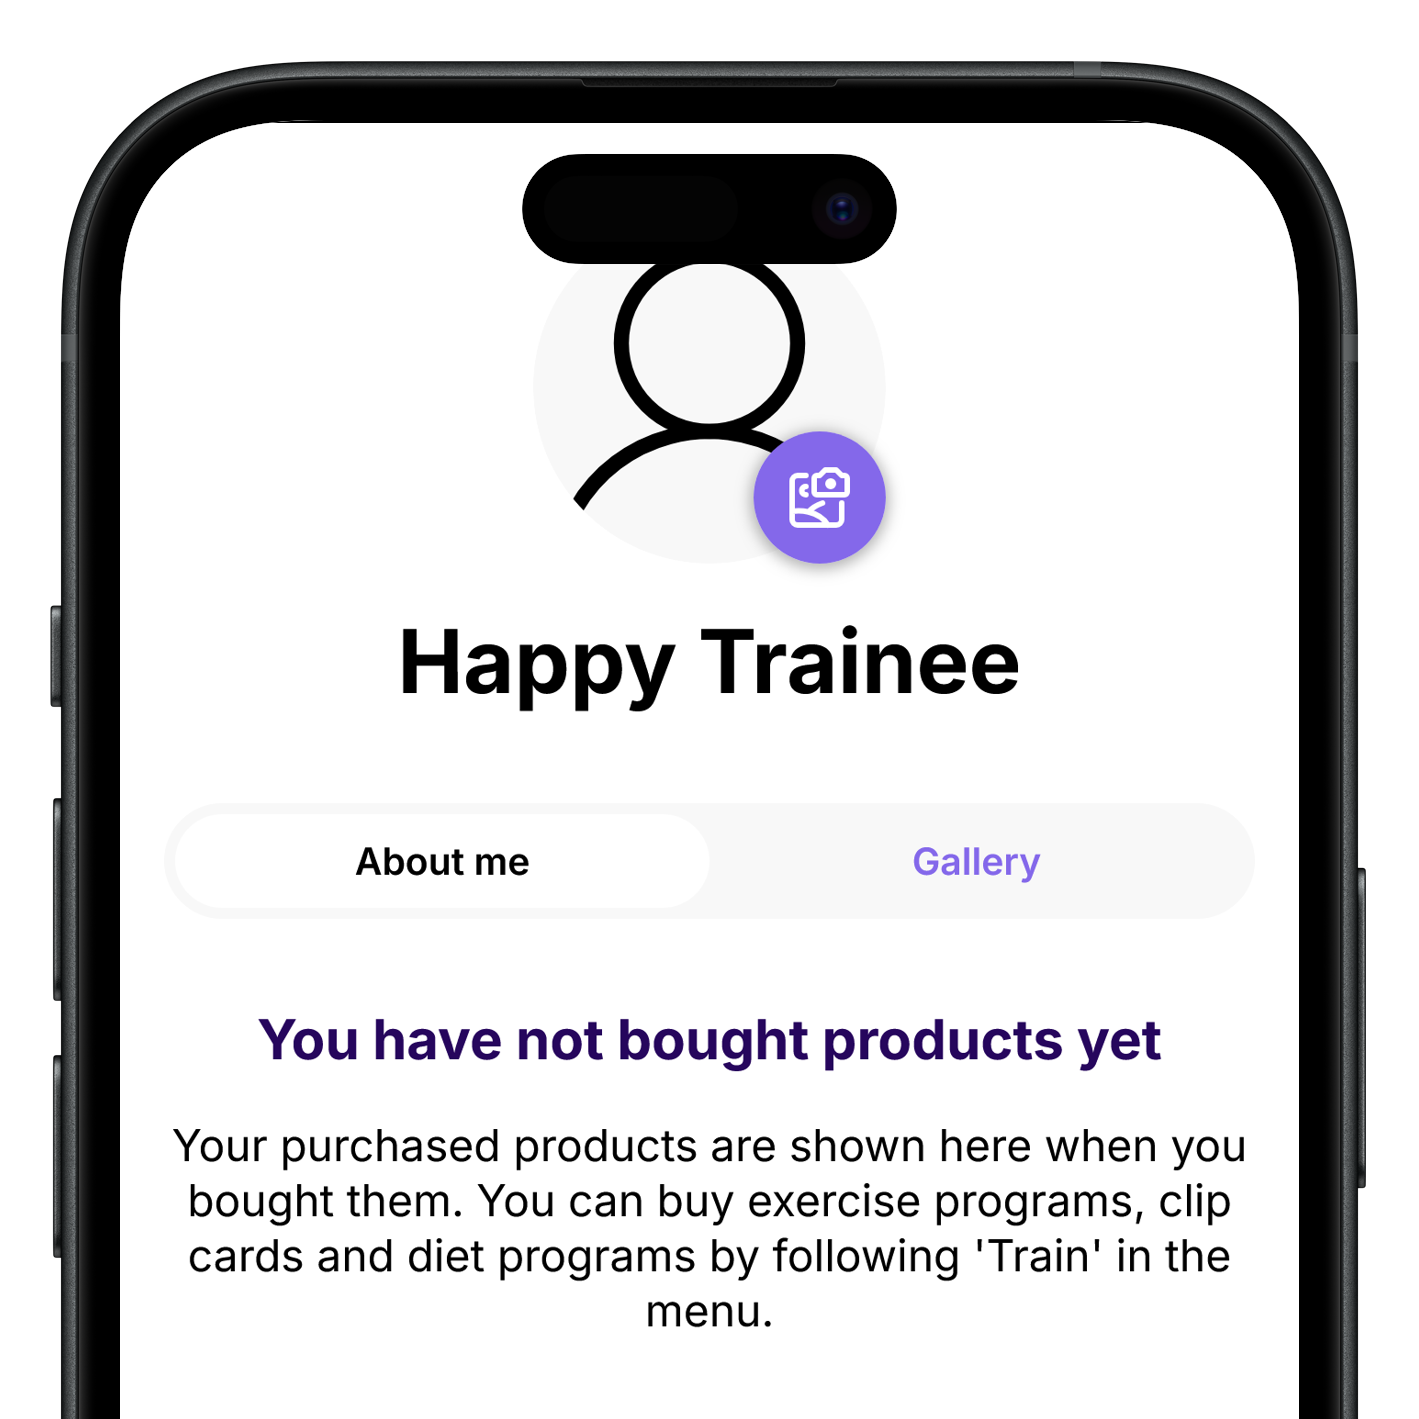 Happy Trainee
About me
Gallery
You have not bought products yet
Your purchased products are shown here when you
bought them. You can buy exercise programs, clip
cards and diet programs by following 'Train' in the
menu.